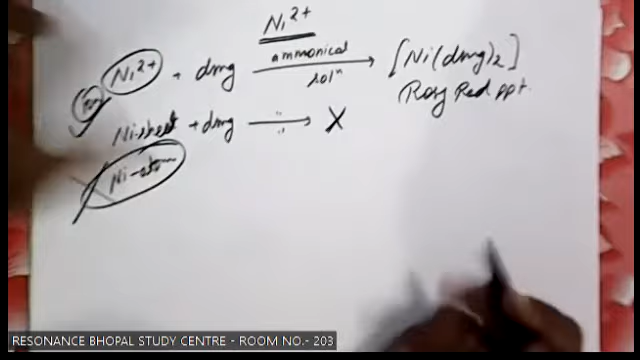 Ni²⁺
ion Ni²⁺ + dmg ammonical solⁿ → [Ni(dmg)₂]
Rosy Red ppt.
Ni-sheet + dmg → X
Ni-atom
RESONANCE BHOPAL STUDY CENTRE - ROOM NO.- 203